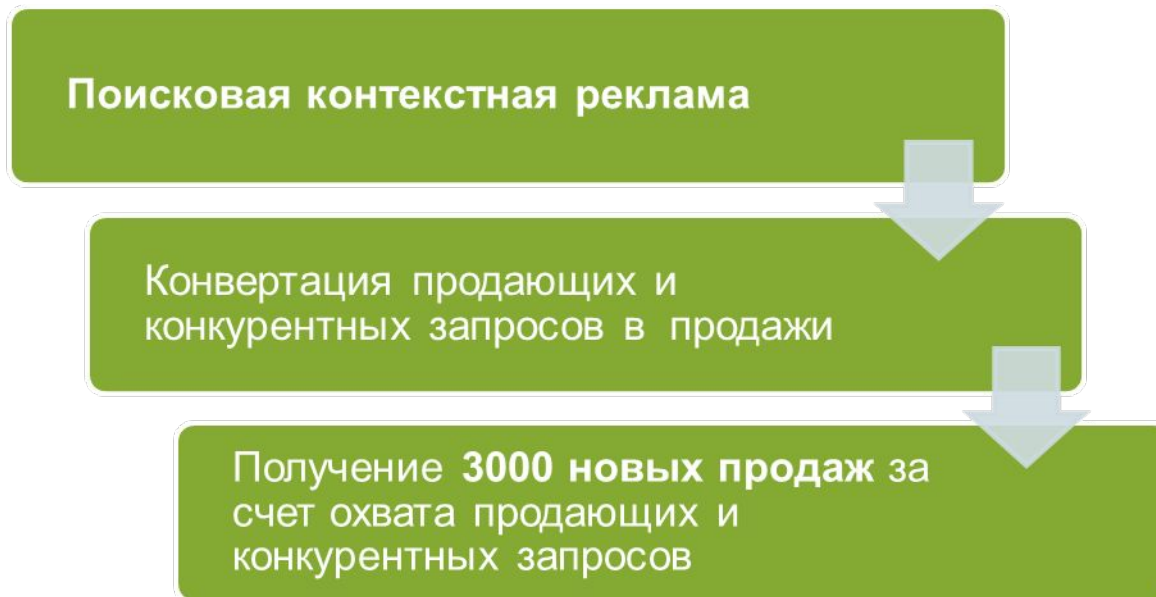 Поисковая контекстная реклама
Конвертация продающих и
конкурентных запросов в продажи
Получение 3000 новых продаж за
счет охвата продающих и
конкурентных запросов